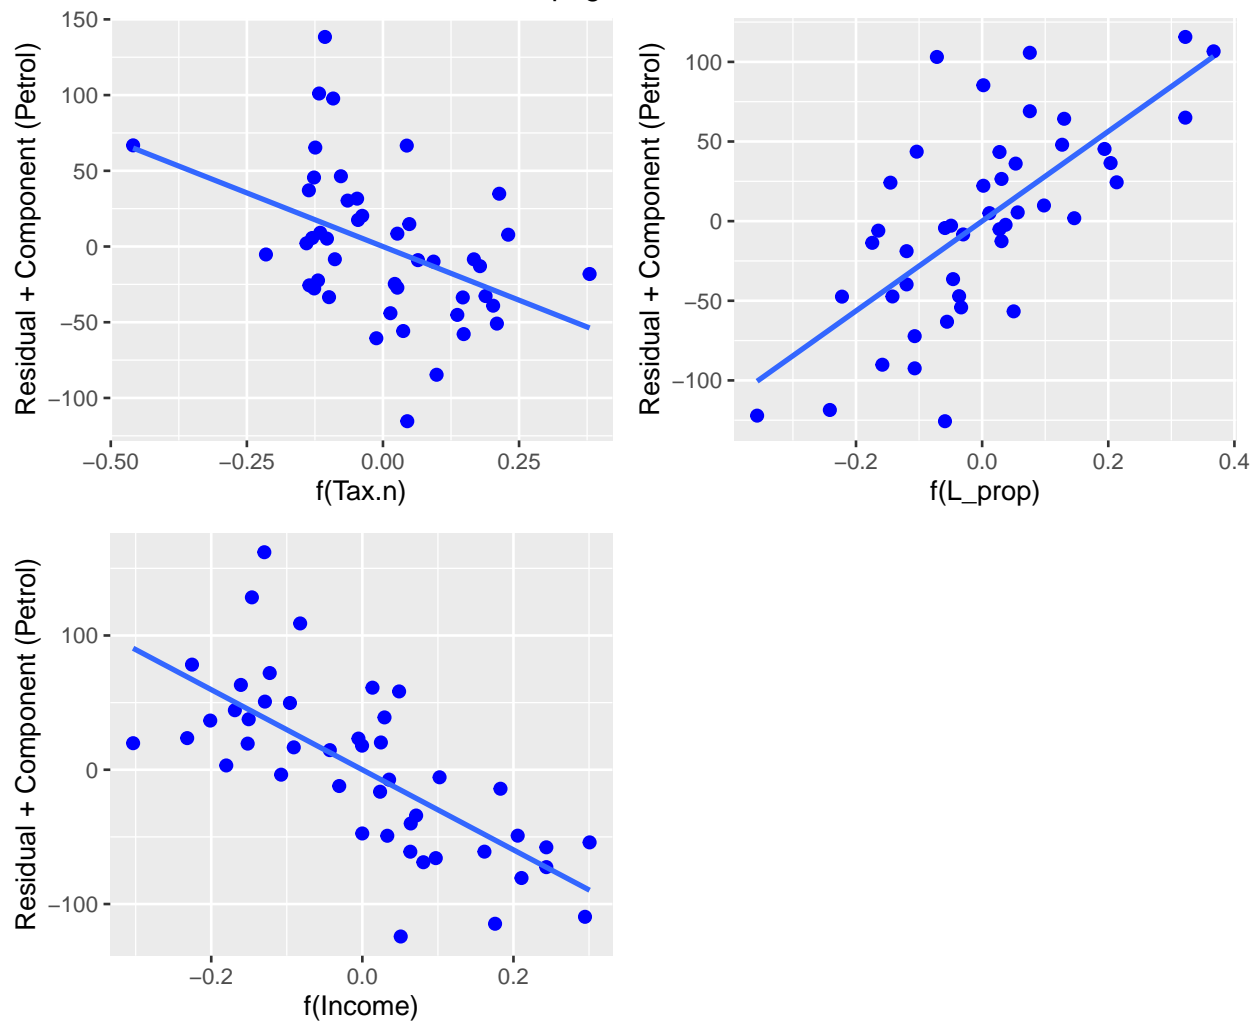 150
100
50
0
−50
−100
Residual + Component (Petrol)
−0.50 −0.25 0.00 0.25
f(Tax.n)
100
50
0
−50
−100
Residual + Component (Petrol)
−0.2 0.0 0.2 0.4
f(L_prop)
100
0
−100
Residual + Component (Petrol)
−0.2 0.0 0.2
f(Income)